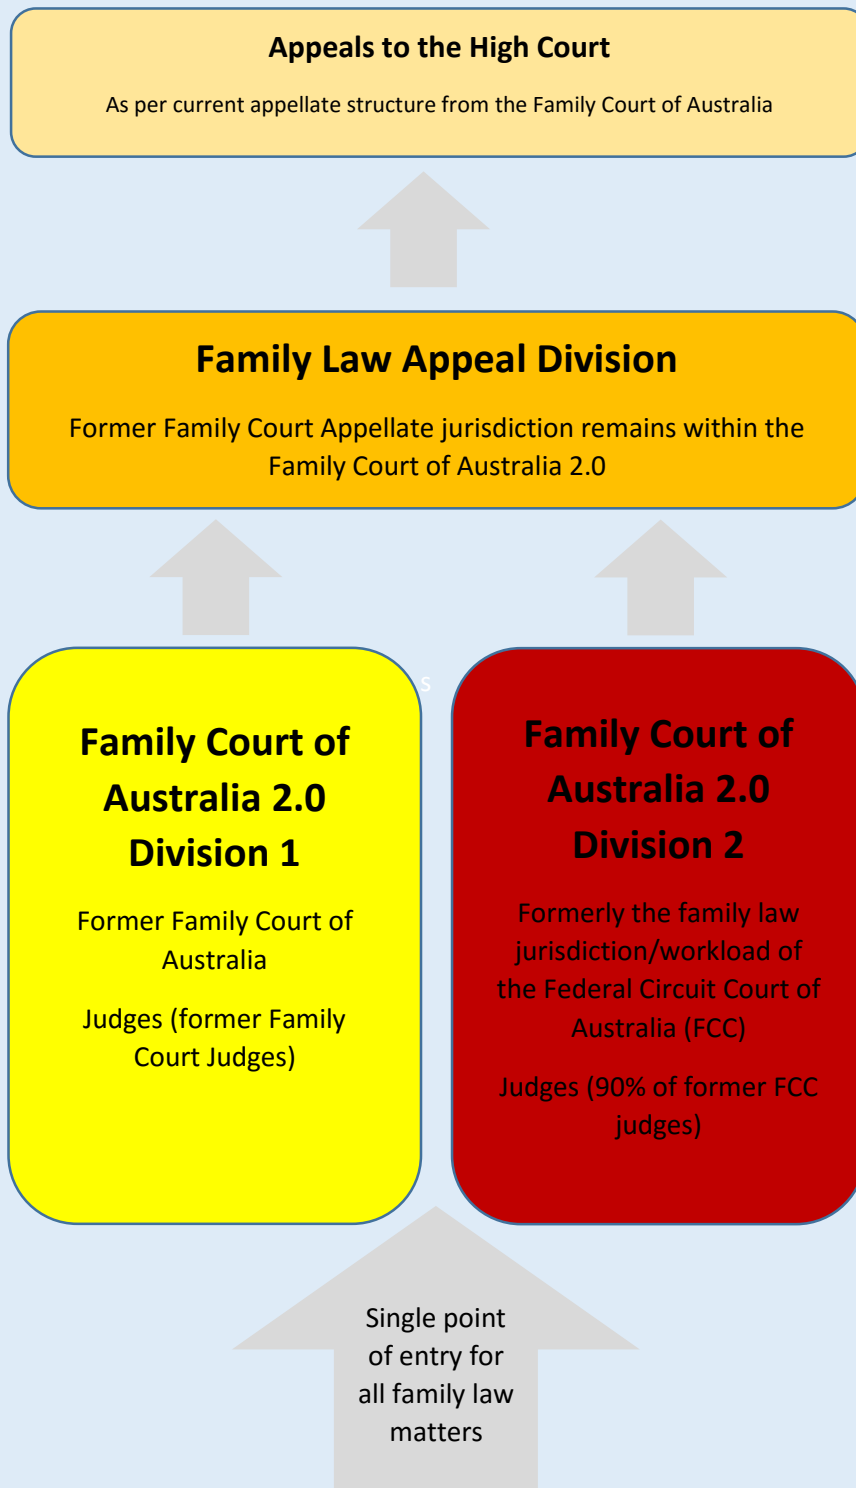 Appeals to the High Court
As per current appellate structure from the Family Court of Australia
Family Law Appeal Division
Former Family Court Appellate jurisdiction remains within the
Family Court of Australia 2.0
s
Family Court of
Australia 2.0
Division 1
Former Family Court of
Australia
Judges (former Family
Court Judges)
Family Court of
Australia 2.0
Division 2
Formerly the family law
jurisdiction/workload of
the Federal Circuit Court of
Australia (FCC)
Judges (90% of former FCC
judges)
Single point
of entry for
all family law
matters